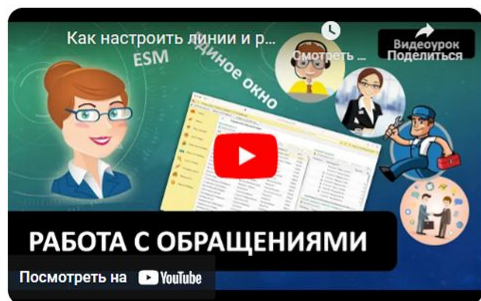 Как настроить линии и р...
Смотреть ...
Видеоурок
Поделиться
ESM
Единое окно
РАБОТА С ОБРАЩЕНИЯМИ
Посмотреть на YouTube